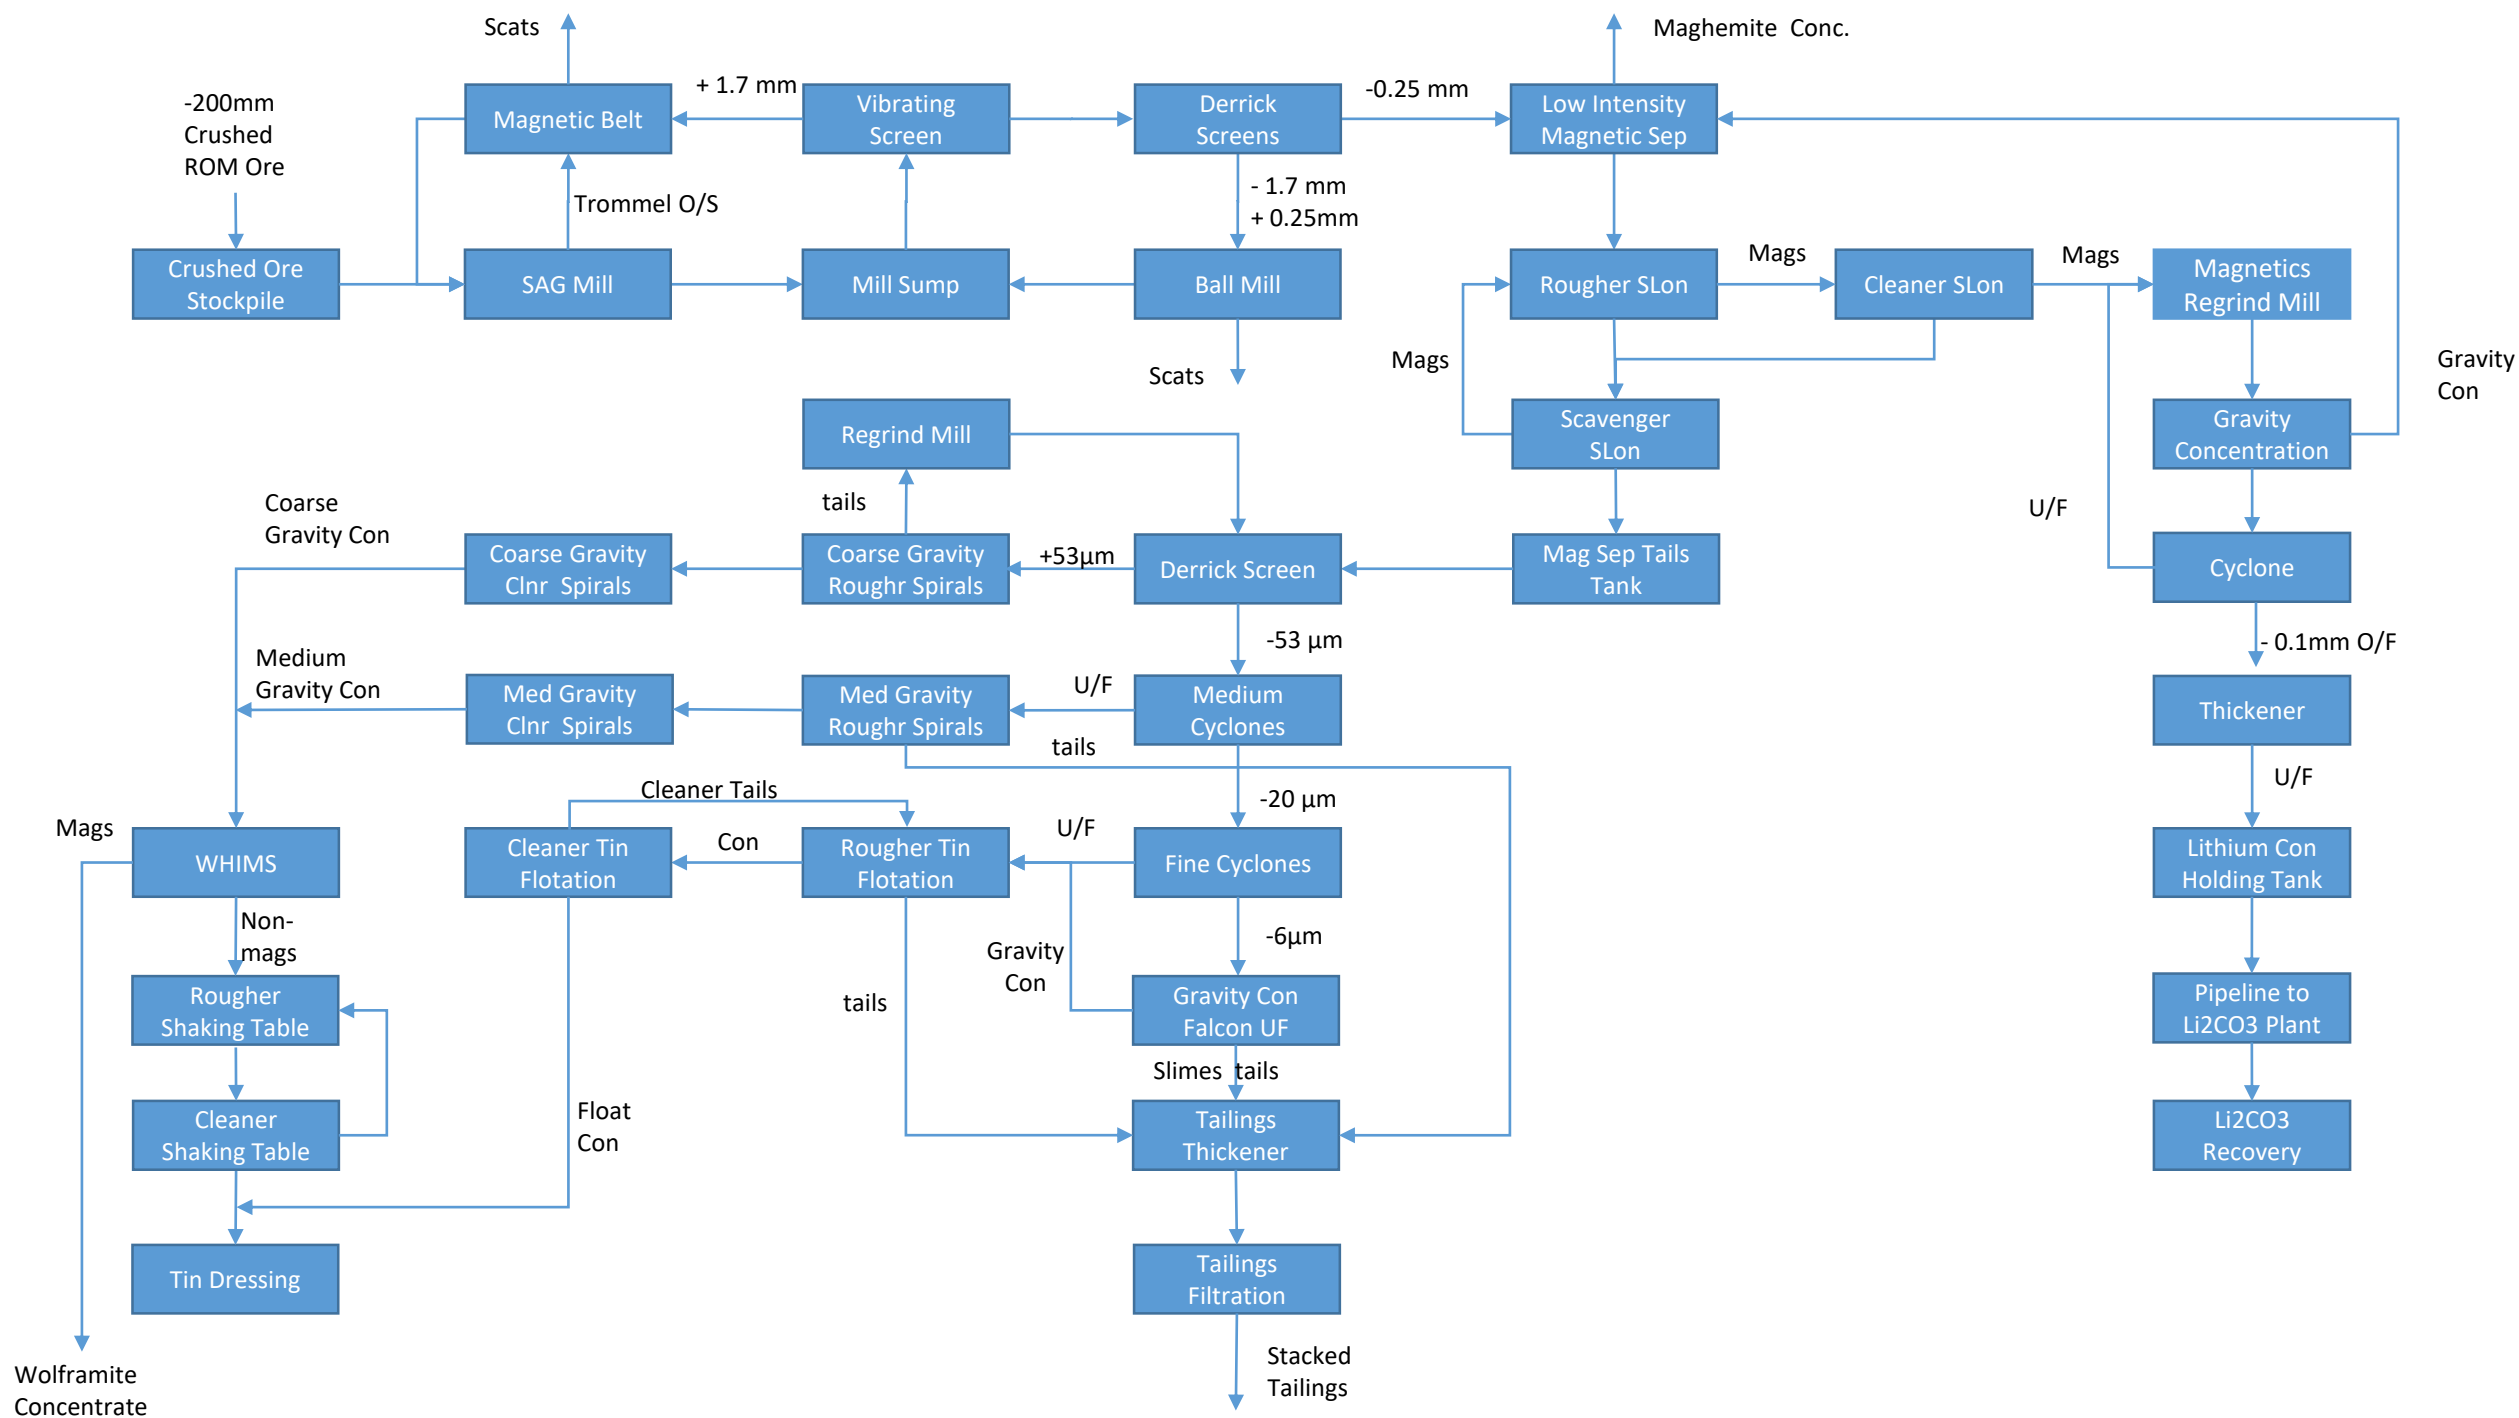 Scats
Maghemite  Conc.
-200mm
Crushed
ROM Ore
Magnetic Belt
+ 1.7 mm
Vibrating
Screen
Derrick
Screens
-0.25 mm
Low Intensity
Magnetic Sep
Trommel O/S
- 1.7 mm
+ 0.25mm
Crushed Ore
Stockpile
SAG Mill
Mill Sump
Ball Mill
Rougher SLon
Mags
Cleaner SLon
Mags
Magnetics
Regrind Mill
Scats
Mags
Gravity
Con
Regrind Mill
Scavenger
SLon
Gravity
Concentration
Coarse
Gravity Con
tails
U/F
Coarse Gravity
Clnr  Spirals
Coarse Gravity
Roughr Spirals
+53µm
Derrick Screen
Mag Sep Tails
Tank
Cyclone
-53 µm
- 0.1mm O/F
Medium
Gravity Con
Med Gravity
Clnr  Spirals
Med Gravity
Roughr Spirals
U/F
Medium
Cyclones
Thickener
tails
U/F
Cleaner Tails
-20 µm
Mags
WHIMS
Cleaner Tin
Flotation
Con
Rougher Tin
Flotation
U/F
Fine Cyclones
Lithium Con
Holding Tank
Non-
mags
Gravity
Con
-6µm
Rougher
Shaking Table
tails
Gravity Con
Falcon UF
Pipeline to
Li2CO3 Plant
Slimes  tails
Cleaner
Shaking Table
Float
Con
Tailings
Thickener
Li2CO3
Recovery
Tin Dressing
Tailings
Filtration
Wolframite
Concentrate
Stacked
Tailings